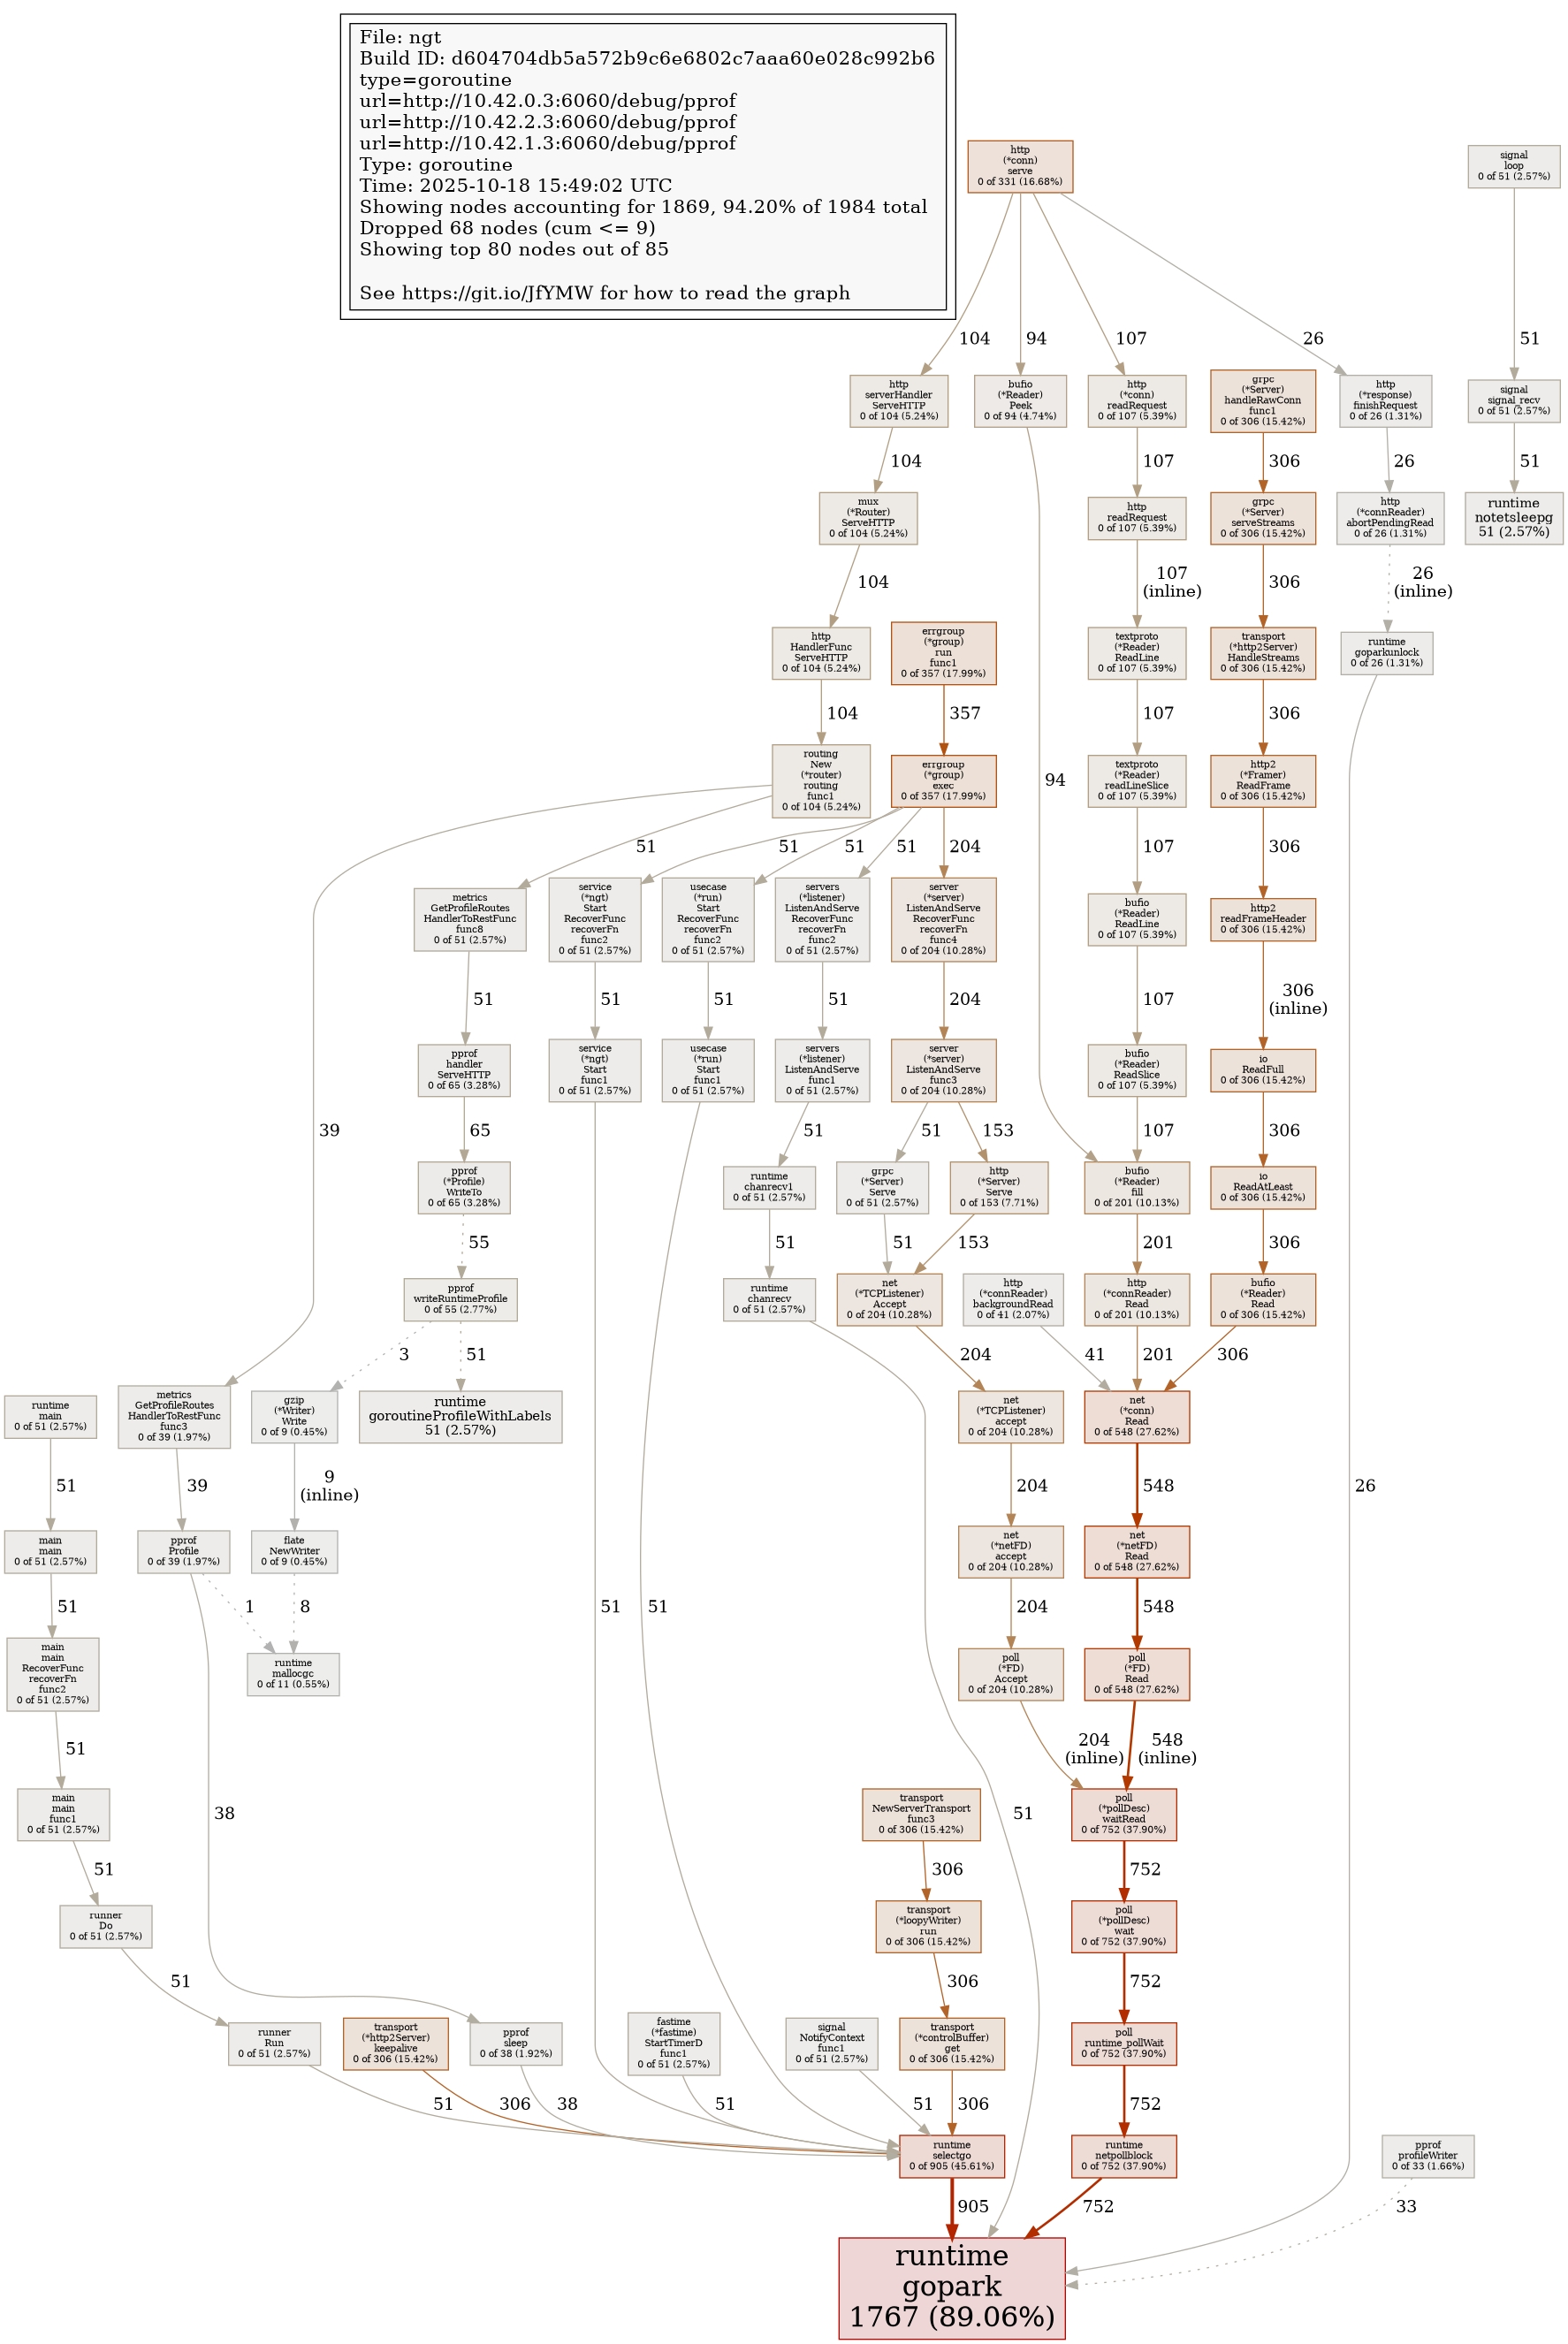 File: ngt
Build ID: d604704db5a572b9c6e6802c7aaa60e028c992b6
type=goroutine
url=http://10.42.0.3:6060/debug/pprof
url=http://10.42.2.3:6060/debug/pprof
url=http://10.42.1.3:6060/debug/pprof
Type: goroutine
Time: 2025-10-18 15:49:02 UTC
Showing nodes accounting for 1869, 94.20% of 1984 total
Dropped 68 nodes (cum <= 9)
Showing top 80 nodes out of 85
See https://git.io/JfYMW for how to read the graph
http
(*conn)
serve
0 of 331 (16.68%)
signal
loop
0 of 51 (2.57%)
104
94
107
26
51
http
serverHandler
ServeHTTP
0 of 104 (5.24%)
bufio
(*Reader)
Peek
0 of 94 (4.74%)
http
(*conn)
readRequest
0 of 107 (5.39%)
grpc
(*Server)
handleRawConn
func1
0 of 306 (15.42%)
http
(*response)
finishRequest
0 of 26 (1.31%)
signal
signal_recv
0 of 51 (2.57%)
104
107
306
26
51
mux
(*Router)
ServeHTTP
0 of 104 (5.24%)
http
readRequest
0 of 107 (5.39%)
grpc
(*Server)
serveStreams
0 of 306 (15.42%)
http
(*connReader)
abortPendingRead
0 of 26 (1.31%)
runtime
notetsleepg
51 (2.57%)
104
107
(inline)
306
26
(inline)
http
HandlerFunc
ServeHTTP
0 of 104 (5.24%)
errgroup
(*group)
run
func1
0 of 357 (17.99%)
textproto
(*Reader)
ReadLine
0 of 107 (5.39%)
transport
(*http2Server)
HandleStreams
0 of 306 (15.42%)
runtime
goparkunlock
0 of 26 (1.31%)
104
357
107
306
routing
New
(*router)
routing
func1
0 of 104 (5.24%)
errgroup
(*group)
exec
0 of 357 (17.99%)
94
textproto
(*Reader)
readLineSlice
0 of 107 (5.39%)
http2
(*Framer)
ReadFrame
0 of 306 (15.42%)
51
51
51
51
204
107
306
metrics
GetProfileRoutes
HandlerToRestFunc
func8
0 of 51 (2.57%)
service
(*ngt)
Start
RecoverFunc
recoverFn
func2
0 of 51 (2.57%)
usecase
(*run)
Start
RecoverFunc
recoverFn
func2
0 of 51 (2.57%)
servers
(*listener)
ListenAndServe
RecoverFunc
recoverFn
func2
0 of 51 (2.57%)
server
(*server)
ListenAndServe
RecoverFunc
recoverFn
func4
0 of 204 (10.28%)
bufio
(*Reader)
ReadLine
0 of 107 (5.39%)
http2
readFrameHeader
0 of 306 (15.42%)
51
51
51
51
204
107
306
(inline)
pprof
handler
ServeHTTP
0 of 65 (3.28%)
service
(*ngt)
Start
func1
0 of 51 (2.57%)
usecase
(*run)
Start
func1
0 of 51 (2.57%)
servers
(*listener)
ListenAndServe
func1
0 of 51 (2.57%)
server
(*server)
ListenAndServe
func3
0 of 204 (10.28%)
bufio
(*Reader)
ReadSlice
0 of 107 (5.39%)
io
ReadFull
0 of 306 (15.42%)
39
65
51
51
153
107
306
pprof
(*Profile)
WriteTo
0 of 65 (3.28%)
runtime
chanrecv1
0 of 51 (2.57%)
grpc
(*Server)
Serve
0 of 51 (2.57%)
http
(*Server)
Serve
0 of 153 (7.71%)
bufio
(*Reader)
fill
0 of 201 (10.13%)
io
ReadAtLeast
0 of 306 (15.42%)
55
51
51
153
201
306
pprof
writeRuntimeProfile
0 of 55 (2.77%)
runtime
chanrecv
0 of 51 (2.57%)
net
(*TCPListener)
Accept
0 of 204 (10.28%)
http
(*connReader)
backgroundRead
0 of 41 (2.07%)
http
(*connReader)
Read
0 of 201 (10.13%)
bufio
(*Reader)
Read
0 of 306 (15.42%)
3
51
204
41
201
306
runtime
main
0 of 51 (2.57%)
metrics
GetProfileRoutes
HandlerToRestFunc
func3
0 of 39 (1.97%)
gzip
(*Writer)
Write
0 of 9 (0.45%)
runtime
goroutineProfileWithLabels
51 (2.57%)
net
(*TCPListener)
accept
0 of 204 (10.28%)
net
(*conn)
Read
0 of 548 (27.62%)
51
39
9
(inline)
204
548
26
main
main
0 of 51 (2.57%)
pprof
Profile
0 of 39 (1.97%)
flate
NewWriter
0 of 9 (0.45%)
net
(*netFD)
accept
0 of 204 (10.28%)
net
(*netFD)
Read
0 of 548 (27.62%)
51
1
8
51
51
204
548
main
main
RecoverFunc
recoverFn
func2
0 of 51 (2.57%)
runtime
mallocgc
0 of 11 (0.55%)
poll
(*FD)
Accept
0 of 204 (10.28%)
poll
(*FD)
Read
0 of 548 (27.62%)
51
204
(inline)
548
(inline)
main
main
func1
0 of 51 (2.57%)
38
transport
NewServerTransport
func3
0 of 306 (15.42%)
51
poll
(*pollDesc)
waitRead
0 of 752 (37.90%)
51
306
752
runner
Do
0 of 51 (2.57%)
transport
(*loopyWriter)
run
0 of 306 (15.42%)
poll
(*pollDesc)
wait
0 of 752 (37.90%)
51
306
752
runner
Run
0 of 51 (2.57%)
transport
(*http2Server)
keepalive
0 of 306 (15.42%)
pprof
sleep
0 of 38 (1.92%)
fastime
(*fastime)
StartTimerD
func1
0 of 51 (2.57%)
signal
NotifyContext
func1
0 of 51 (2.57%)
transport
(*controlBuffer)
get
0 of 306 (15.42%)
poll
runtime_pollWait
0 of 752 (37.90%)
51
306
38
51
51
306
752
runtime
selectgo
0 of 905 (45.61%)
runtime
netpollblock
0 of 752 (37.90%)
pprof
profileWriter
0 of 33 (1.66%)
905
752
33
runtime
gopark
1767 (89.06%)